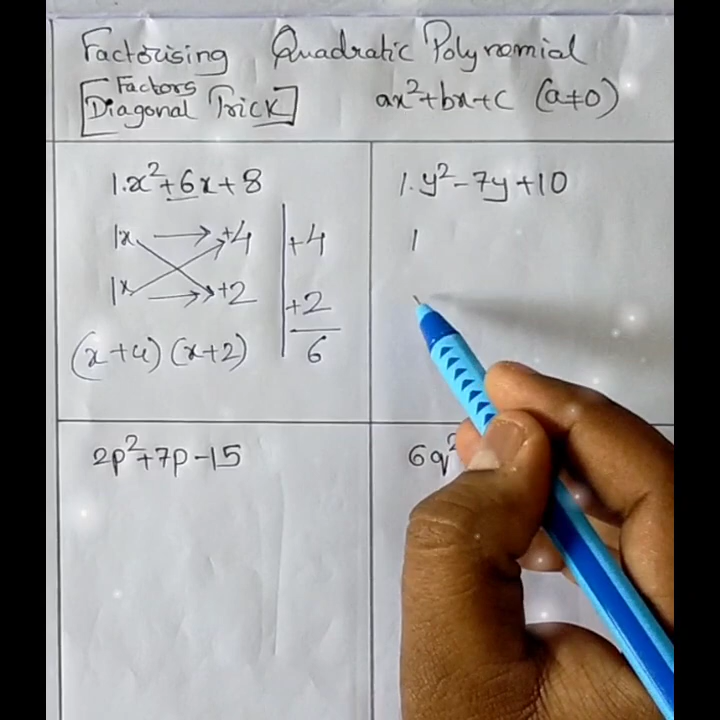 Factorising Quadratic Polynomial
[Factors Diagonal Trick] ax²+bx+c (a≠0)
1.x²+6x+8
1x → +4 | +4
1x → +2 | +2
(x+4)(x+2) 6
1.y²-7y+10
1
2p²+7p-15
6q²